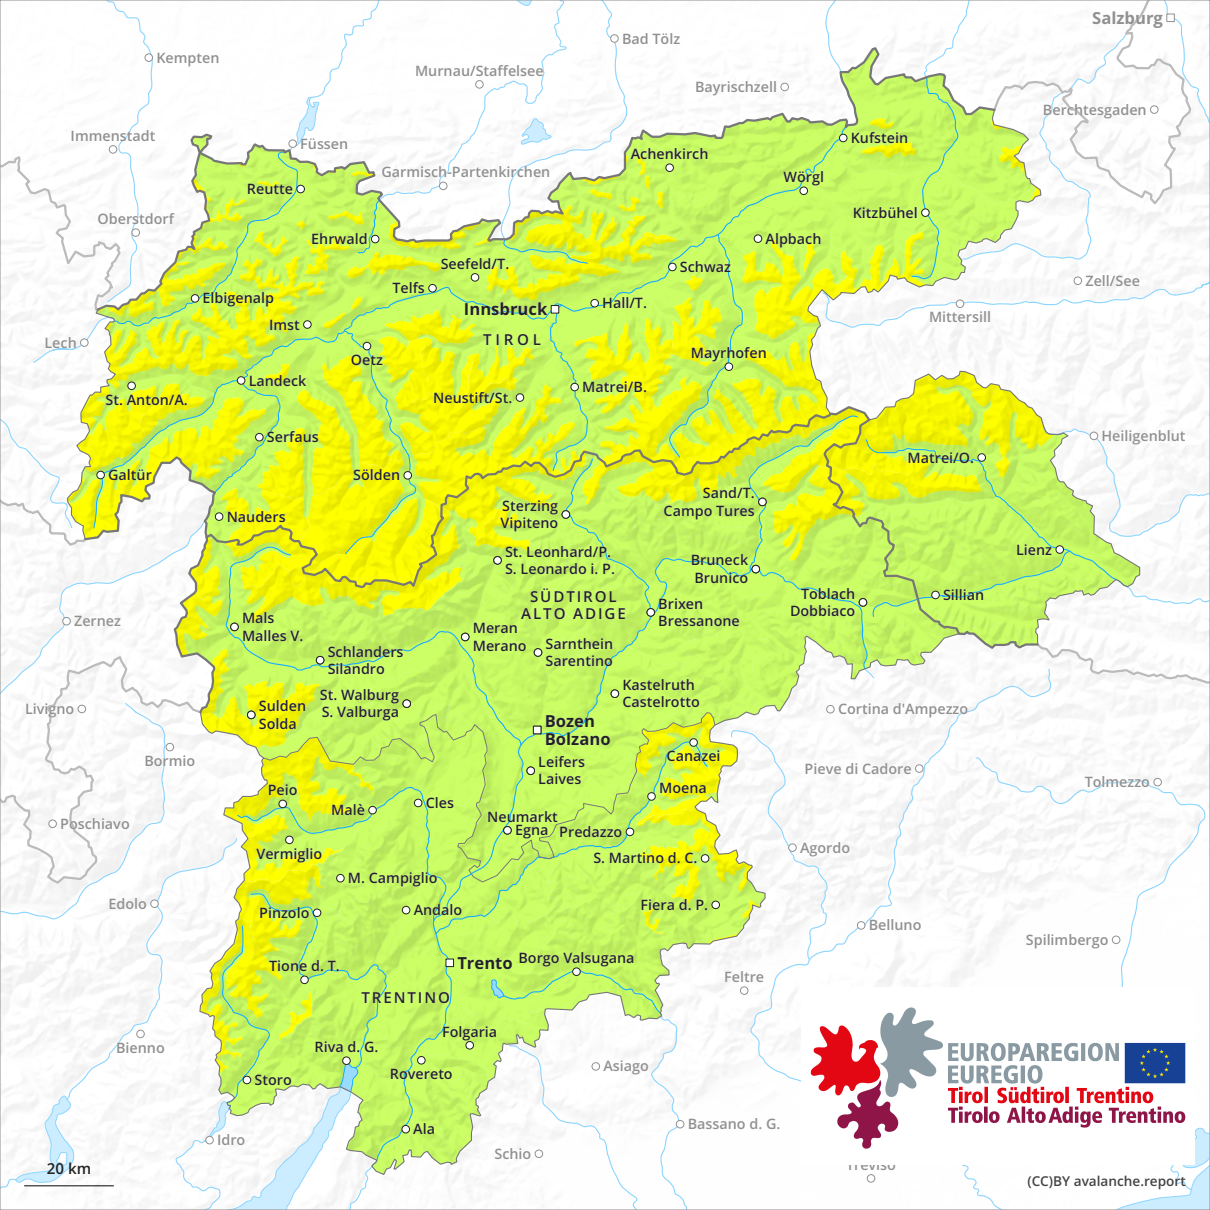 Salzburg
Bad Tölz
Kempten
Murnau/Staffelsee
Bayrischzell
Berchtesgaden
Immenstadt
Füssen
Kufstein
Achenkirch
Garmisch-Partenkirchen
Wörgl
Reutte
Oberstdorf
Kitzbühel
Ehrwald
Alpbach
Seefeld/T.
Schwaz
Zell/See
Telfs
Elbigenalp
Hall/T.
Innsbruck
Mittersill
Imst
TIROL
Lech
Oetz
Mayrhofen
Landeck
Matrei/B.
St. Anton/A.
Neustift/St.
Serfaus
Heiligenblut
Matrei/O.
Galtür
Sölden
Sand/T.
Campo Tures
Sterzing
Vipiteno
Nauders
St. Leonhard/P.
S. Leonardo i. P.
Lienz
Bruneck
Brunico
SÜDTIROL
ALTO ADIGE
Toblach
Dobbiaco
Sillian
Brixen
Bressanone
Zernez
Mals
Malles V.
Meran
Merano
Sarnthein
Sarentino
Schlanders
Silandro
Kastelruth
Castelrotto
St. Walburg
S. Valburga
Livigno
Sulden
Solda
Cortina d'Ampezzo
Bozen
Bolzano
Bormio
Canazei
Leifers
Laives
Pieve di Cadore
Tolmezzo
Peio
Moena
Malè
Cles
Neumarkt
Egna
Predazzo
Poschiavo
Vermiglio
S. Martino d. C.
Agordo
M. Campiglio
Edolo
Pinzolo
Andalo
Fiera d. P.
Belluno
Spilimbergo
Trento
Borgo Valsugana
Tione d. T.
Feltre
TRENTINO
Folgaria
Bienno
Riva d. G.
Rovereto
Asiago
Storo
EUROPAREGION
EUREGIO
Tirol Südtirol Trentino
Tirolo Alto Adige Trentino
Ala
Bassano d. G.
Idro
Schio
Treviso
20 km
(CC)BY avalanche.report